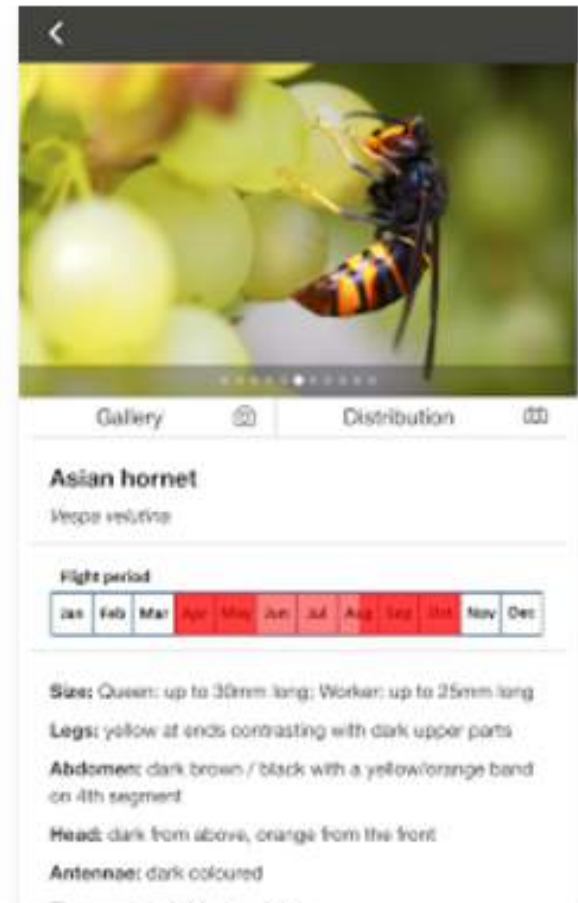 Gallery
Distribution
Asian hornet
Vespa velutina
Flight period
Jan Feb Mar Apr May Jun Jul Aug Sep Oct Nov Dec
Size: Queen: up to 30mm long; Worker: up to 25mm long
Legs: yellow at ends contrasting with dark upper parts
Abdomen: dark brown / black with a yellow/orange band
on 4th segment
Head: dark from above, orange from the front
Antennae: dark coloured